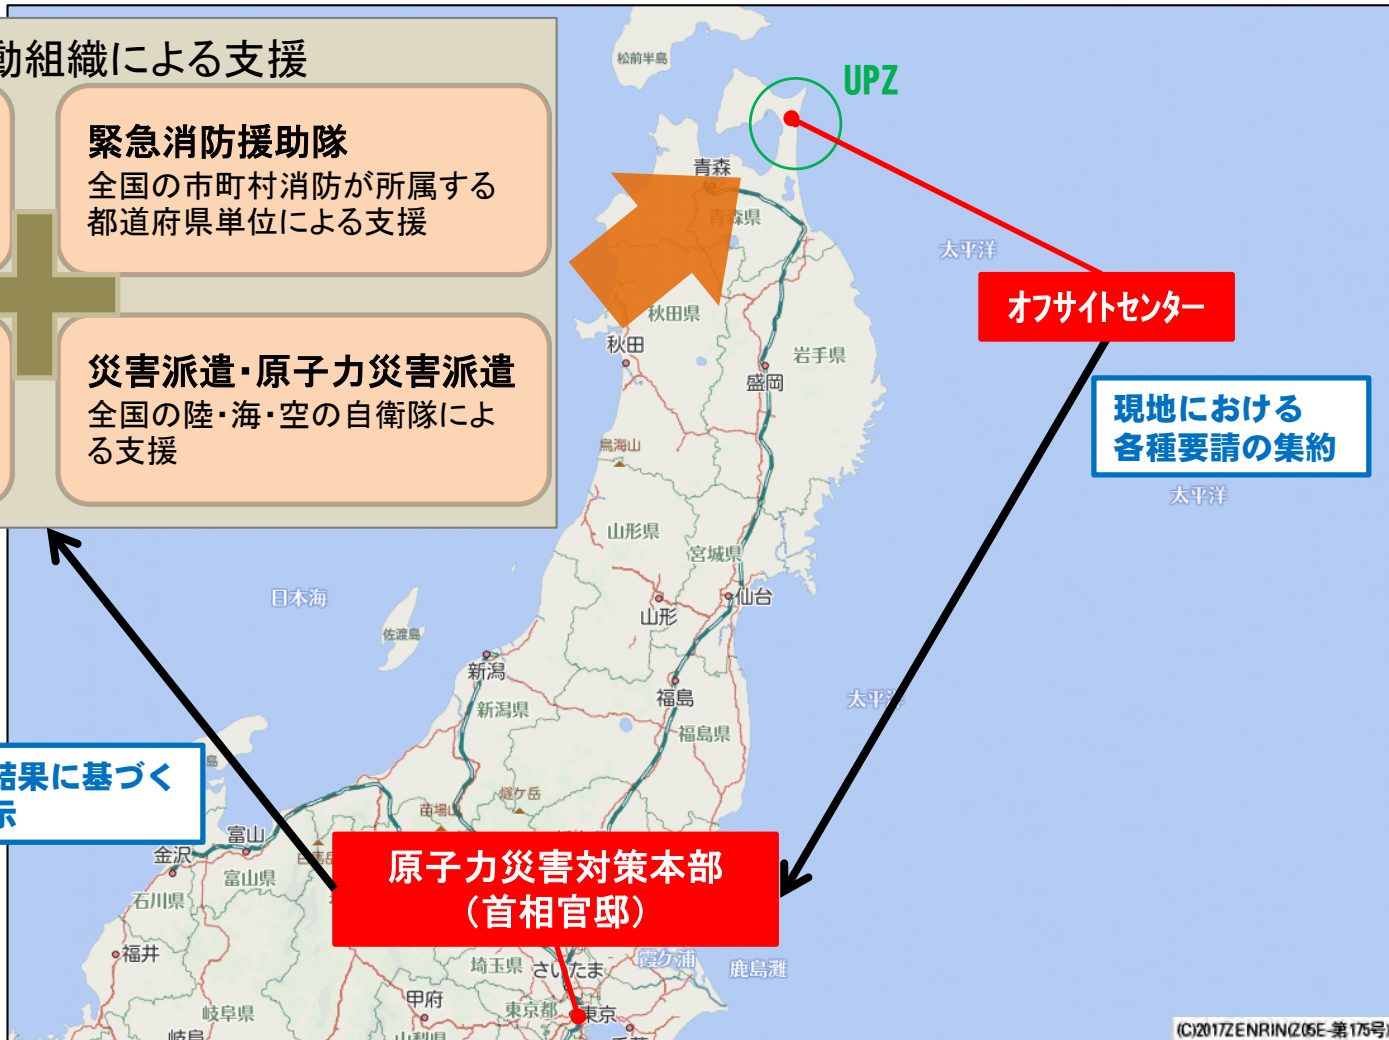 動組織による支援
緊急消防援助隊
全国の市町村消防が所属する
都道府県単位による支援
災害派遣・原子力災害派遣
全国の陸・海・空の自衛隊によ
る支援
松前半島
UPZ
青森
青森県
太平洋
オフサイトセンター
秋田県
秋田
岩手県
盛岡
現地における
各種要請の集約
鳥海山
太平洋
山形県
宮城県
日本海
仙台
山形
佐渡島
新潟
福島
太平洋
新潟県
福島県
結果に基づく
示
島
燧ケ岳
苗場山
富山
金沢
富山県
石川県
原子力災害対策本部
（首相官邸）
福井
埼玉県
さいたま
霞ケ浦
鹿島灘
甲府
東京都
東京
岐阜県
岐阜
山梨県
千葉
(C)2017ZENRIN(Z05E-第175号)